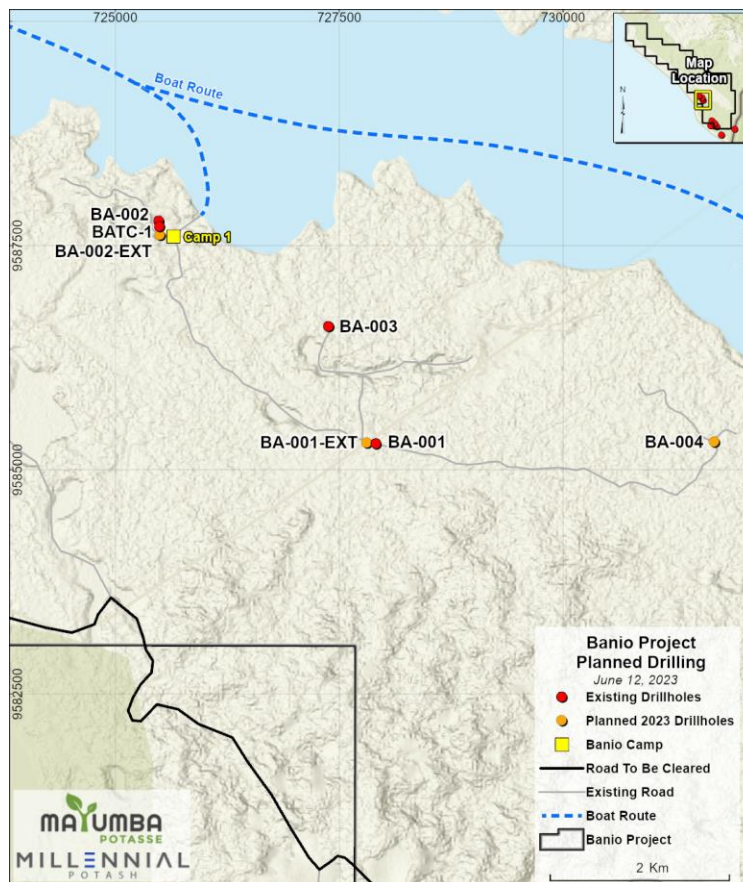 725000
727500
730000
Boat Route
Map
Location
N
BA-002
BATC-1
BA-002-EXT
Camp 1
9587500
BA-003
BA-001-EXT
BA-001
BA-004
9585000
9582500
Banio Project
Planned Drilling
June 12, 2023
Existing Drillholes
Planned 2023 Drillholes
Banio Camp
Road To Be Cleared
Existing Road
Boat Route
Banio Project
2 Km
MAYUMBA
POTASSE
MILLENNIAL
POTASH